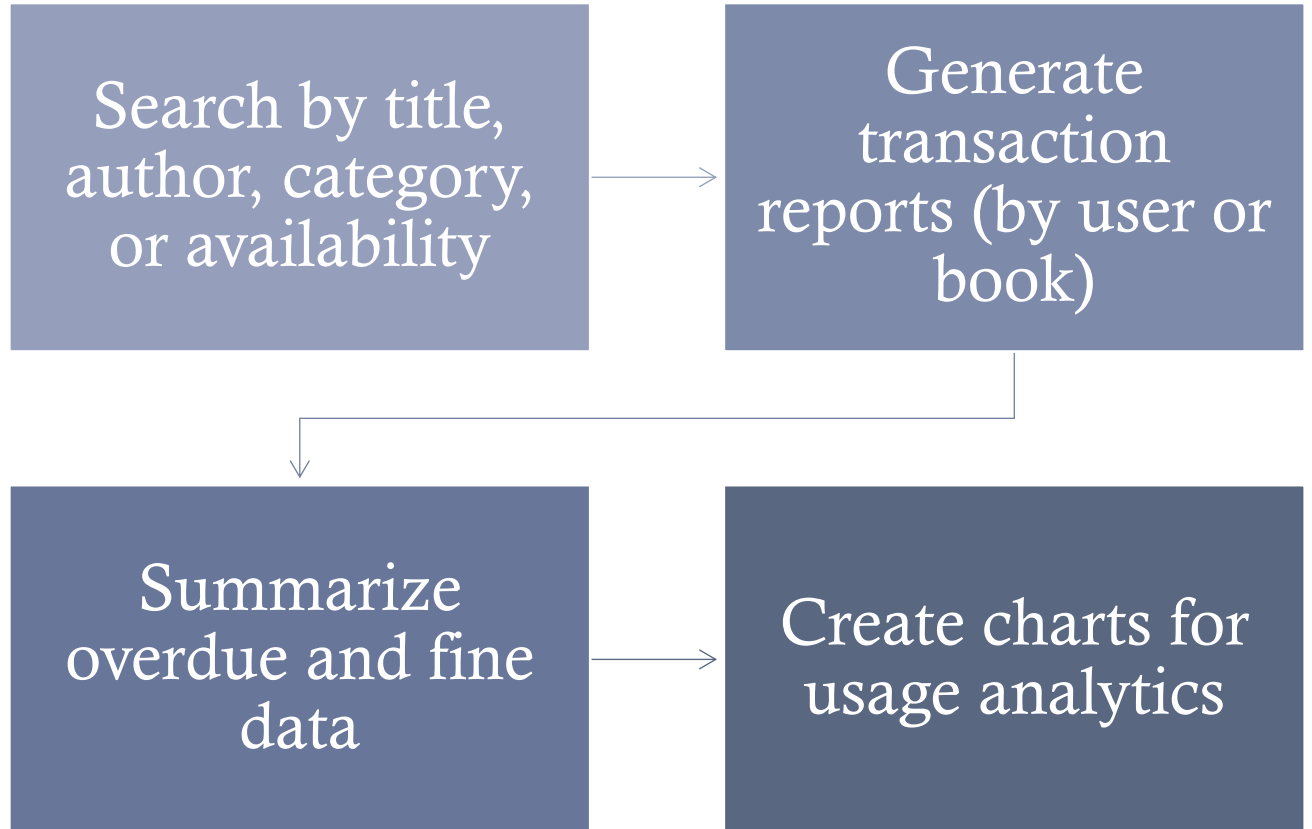 Search by title,
author, category,
or availability
Generate
transaction
reports (by user or
book)
Summarize
overdue and fine
data
Create charts for
usage analytics